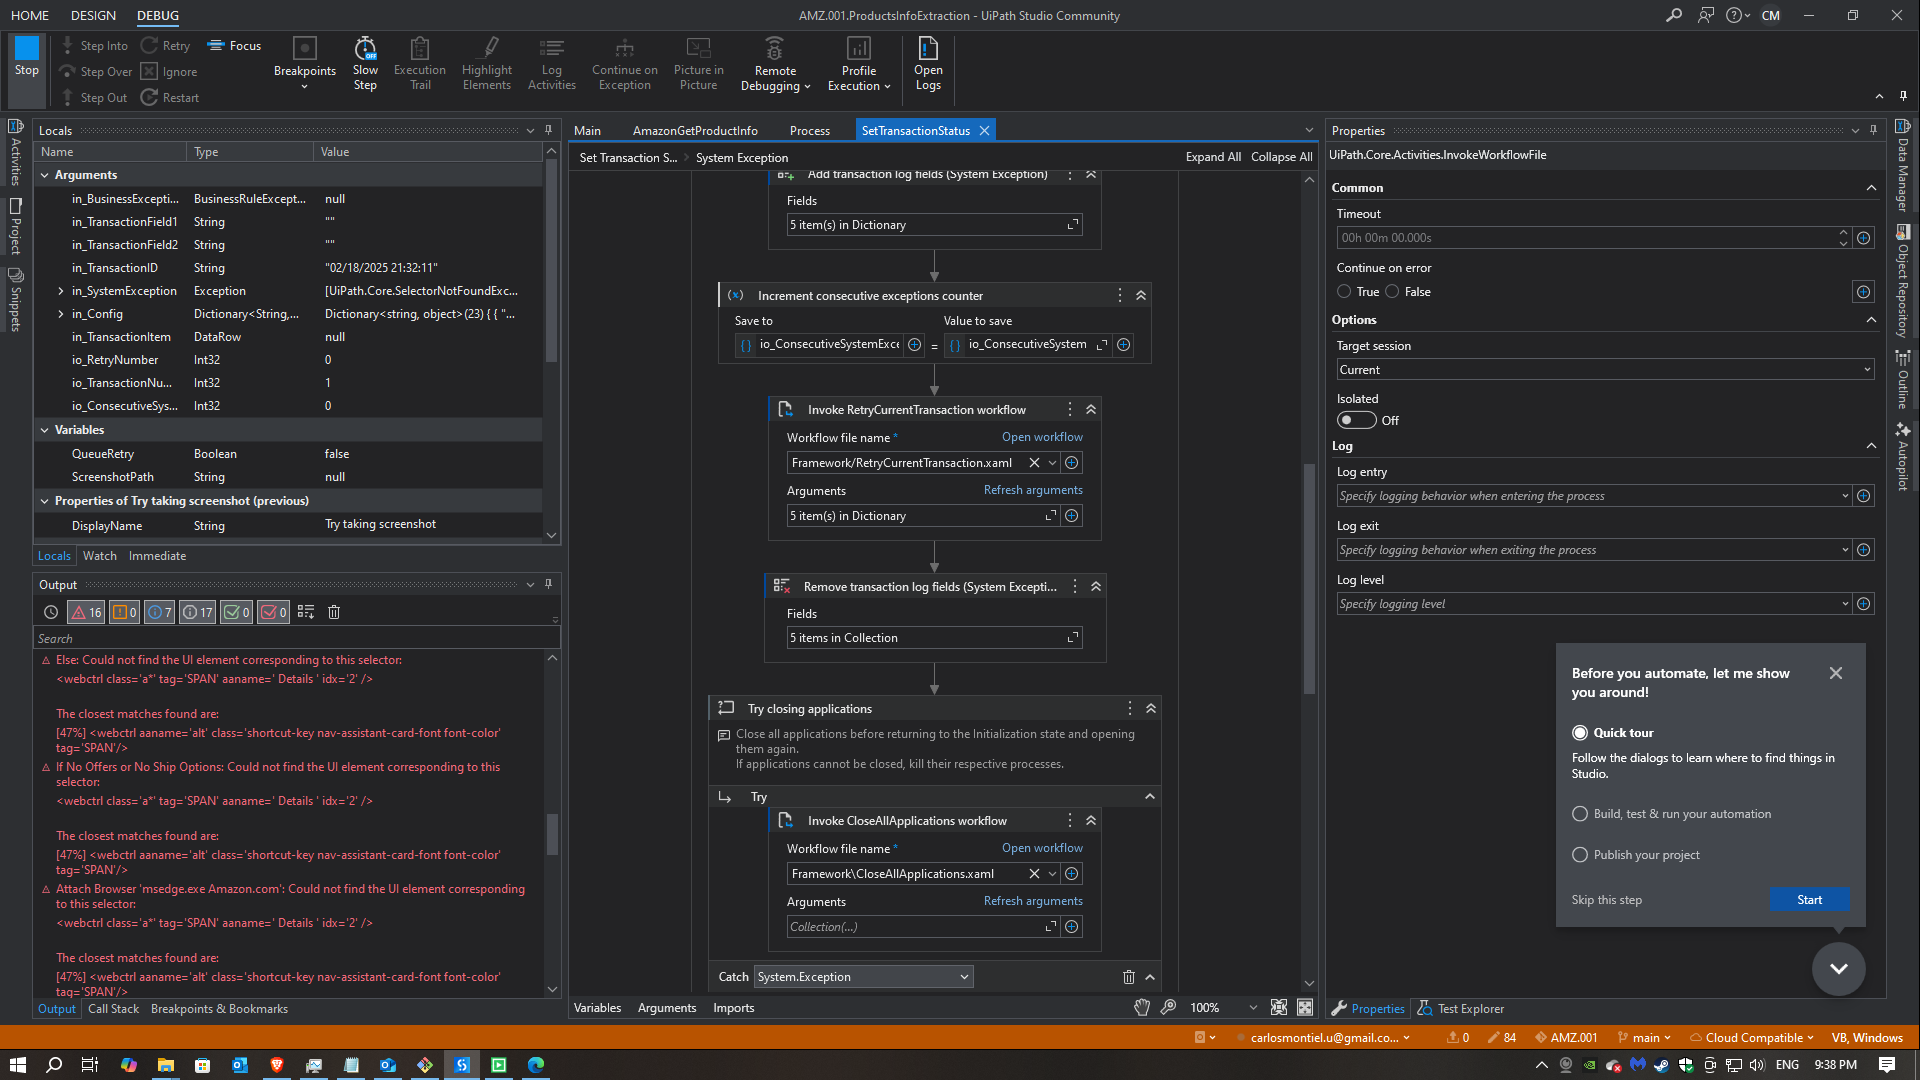 HOME DESIGN DEBUG AMZ.001.ProductsInfoExtraction - UiPath Studio Community CM
Stop
Step Into Retry Focus
Step Over Ignore
Step Out Restart
Breakpoints
Slow Step
Execution Trail
Highlight Elements
Log Activities
Continue on Exception
Picture in Picture
Remote Debugging
Profile Execution
Open Logs
Activities
Project
Snippets
Locals
Name Type Value
Arguments
in_BusinessExcepti... BusinessRuleExcept... null
in_TransactionField1 String ""
in_TransactionField2 String ""
in_TransactionID String "02/18/2025 21:32:11"
in_SystemException Exception [UiPath.Core.SelectorNotFoundExc...
in_Config Dictionary<String,... Dictionary<string, object>(23) { { "...
in_TransactionItem DataRow null
io_RetryNumber Int32 0
io_TransactionNu... Int32 1
io_ConsecutiveSys... Int32 0
Variables
QueueRetry Boolean false
ScreenshotPath String null
Properties of Try taking screenshot (previous)
DisplayName String Try taking screenshot
Locals Watch Immediate
Output
16 0 7 17 0 0
Search
Else: Could not find the UI element corresponding to this selector:
<webctrl class='a*' tag='SPAN' aaname=' Details ' idx='2' />
The closest matches found are:
[47%] <webctrl aaname='alt' class='shortcut-key nav-assistant-card-font font-color'
tag='SPAN'/>
If No Offers or No Ship Options: Could not find the UI element corresponding to this
selector:
<webctrl class='a*' tag='SPAN' aaname=' Details ' idx='2' />
The closest matches found are:
[47%] <webctrl aaname='alt' class='shortcut-key nav-assistant-card-font font-color'
tag='SPAN'/>
Attach Browser 'msedge.exe Amazon.com': Could not find the UI element corresponding
to this selector:
<webctrl class='a*' tag='SPAN' aaname=' Details ' idx='2' />
The closest matches found are:
[47%] <webctrl aaname='alt' class='shortcut-key nav-assistant-card-font font-color'
tag='SPAN'/>
Output Call Stack Breakpoints & Bookmarks
Main AmazonGetProductInfo Process SetTransactionStatus
Set Transaction S... System Exception Expand All Collapse All
Add transaction log fields (System Exception)
Fields
5 item(s) in Dictionary
Increment consecutive exceptions counter
Save to Value to save
io_ConsecutiveSystemExce = io_ConsecutiveSystem
Invoke RetryCurrentTransaction workflow
Workflow file name * Open workflow
Framework/RetryCurrentTransaction.xaml
Arguments Refresh arguments
5 item(s) in Dictionary
Remove transaction log fields (System Excepti...
Fields
5 items in Collection
Try closing applications
Close all applications before returning to the Initialization state and opening
them again.
If applications cannot be closed, kill their respective processes.
Try
Invoke CloseAllApplications workflow
Workflow file name * Open workflow
Framework\CloseAllApplications.xaml
Arguments Refresh arguments
Collection(...)
Catch System.Exception
Variables Arguments Imports 100%
Properties
UiPath.Core.Activities.InvokeWorkflowFile
Common
Timeout
00h 00m 00.000s
Continue on error
True False
Options
Target session
Current
Isolated
Off
Log
Log entry
Specify logging behavior when entering the process
Log exit
Specify logging behavior when exiting the process
Log level
Specify logging level
Before you automate, let me show
you around!
Quick tour
Follow the dialogs to learn where to find things in
Studio.
Build, test & run your automation
Publish your project
Skip this step Start
Properties Test Explorer
Data Manager
Object Repository
Outline
Autopilot
carlosmontiel.u@gmail.co... 0 84 AMZ.001 main Cloud Compatible VB, Windows
ENG 9:38 PM